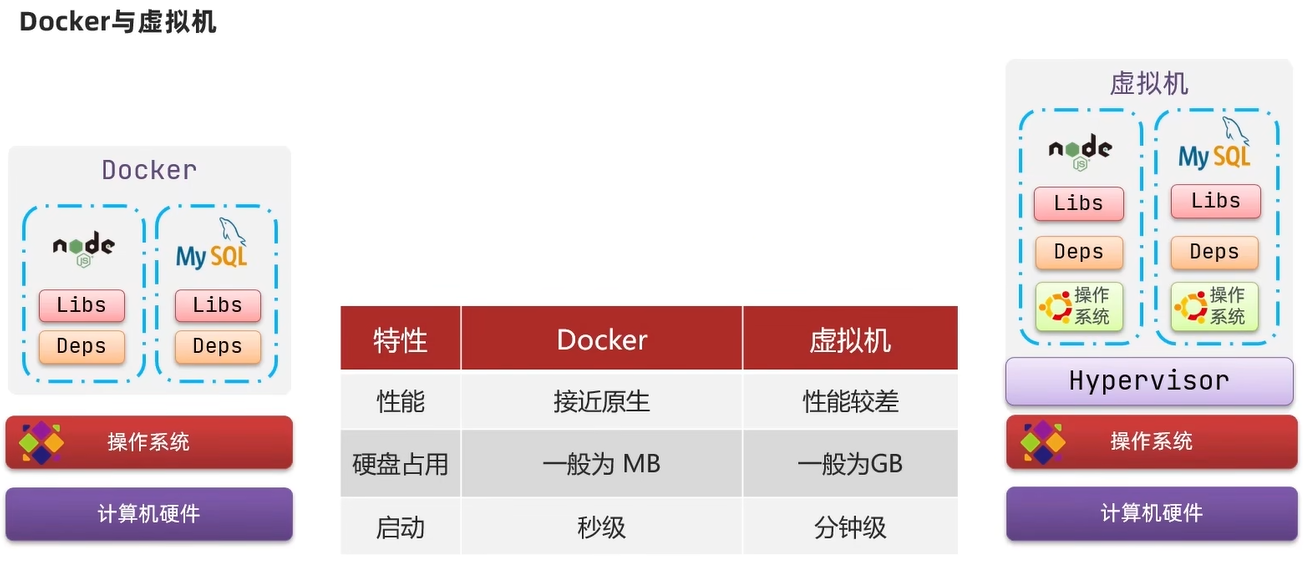 Docker与虚拟机
Docker
node
JS
MySQL
Libs
Libs
Deps
Deps
操作系统
计算机硬件
特性 Docker 虚拟机
性能 接近原生 性能较差
硬盘占用 一般为 MB 一般为GB
启动 秒级 分钟级
虚拟机
node
JS
MySQL
Libs
Libs
Deps
Deps
操作
系统
操作
系统
Hypervisor
操作系统
计算机硬件